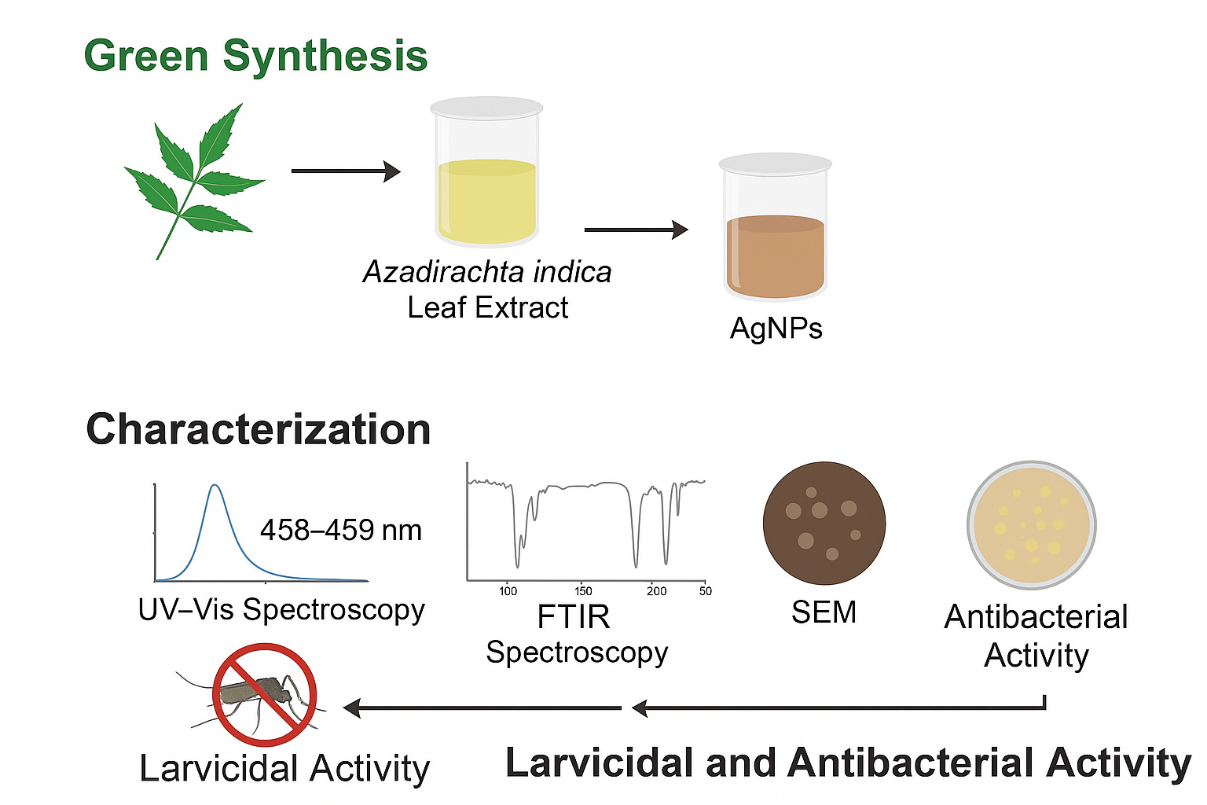 Green Synthesis
Azadirachta indica
Leaf Extract
AgNPs
Characterization
458–459 nm
UV–Vis Spectroscopy
100 150 200 50
FTIR
Spectroscopy
SEM
Antibacterial
Activity
Larvicidal Activity
Larvicidal and Antibacterial Activity